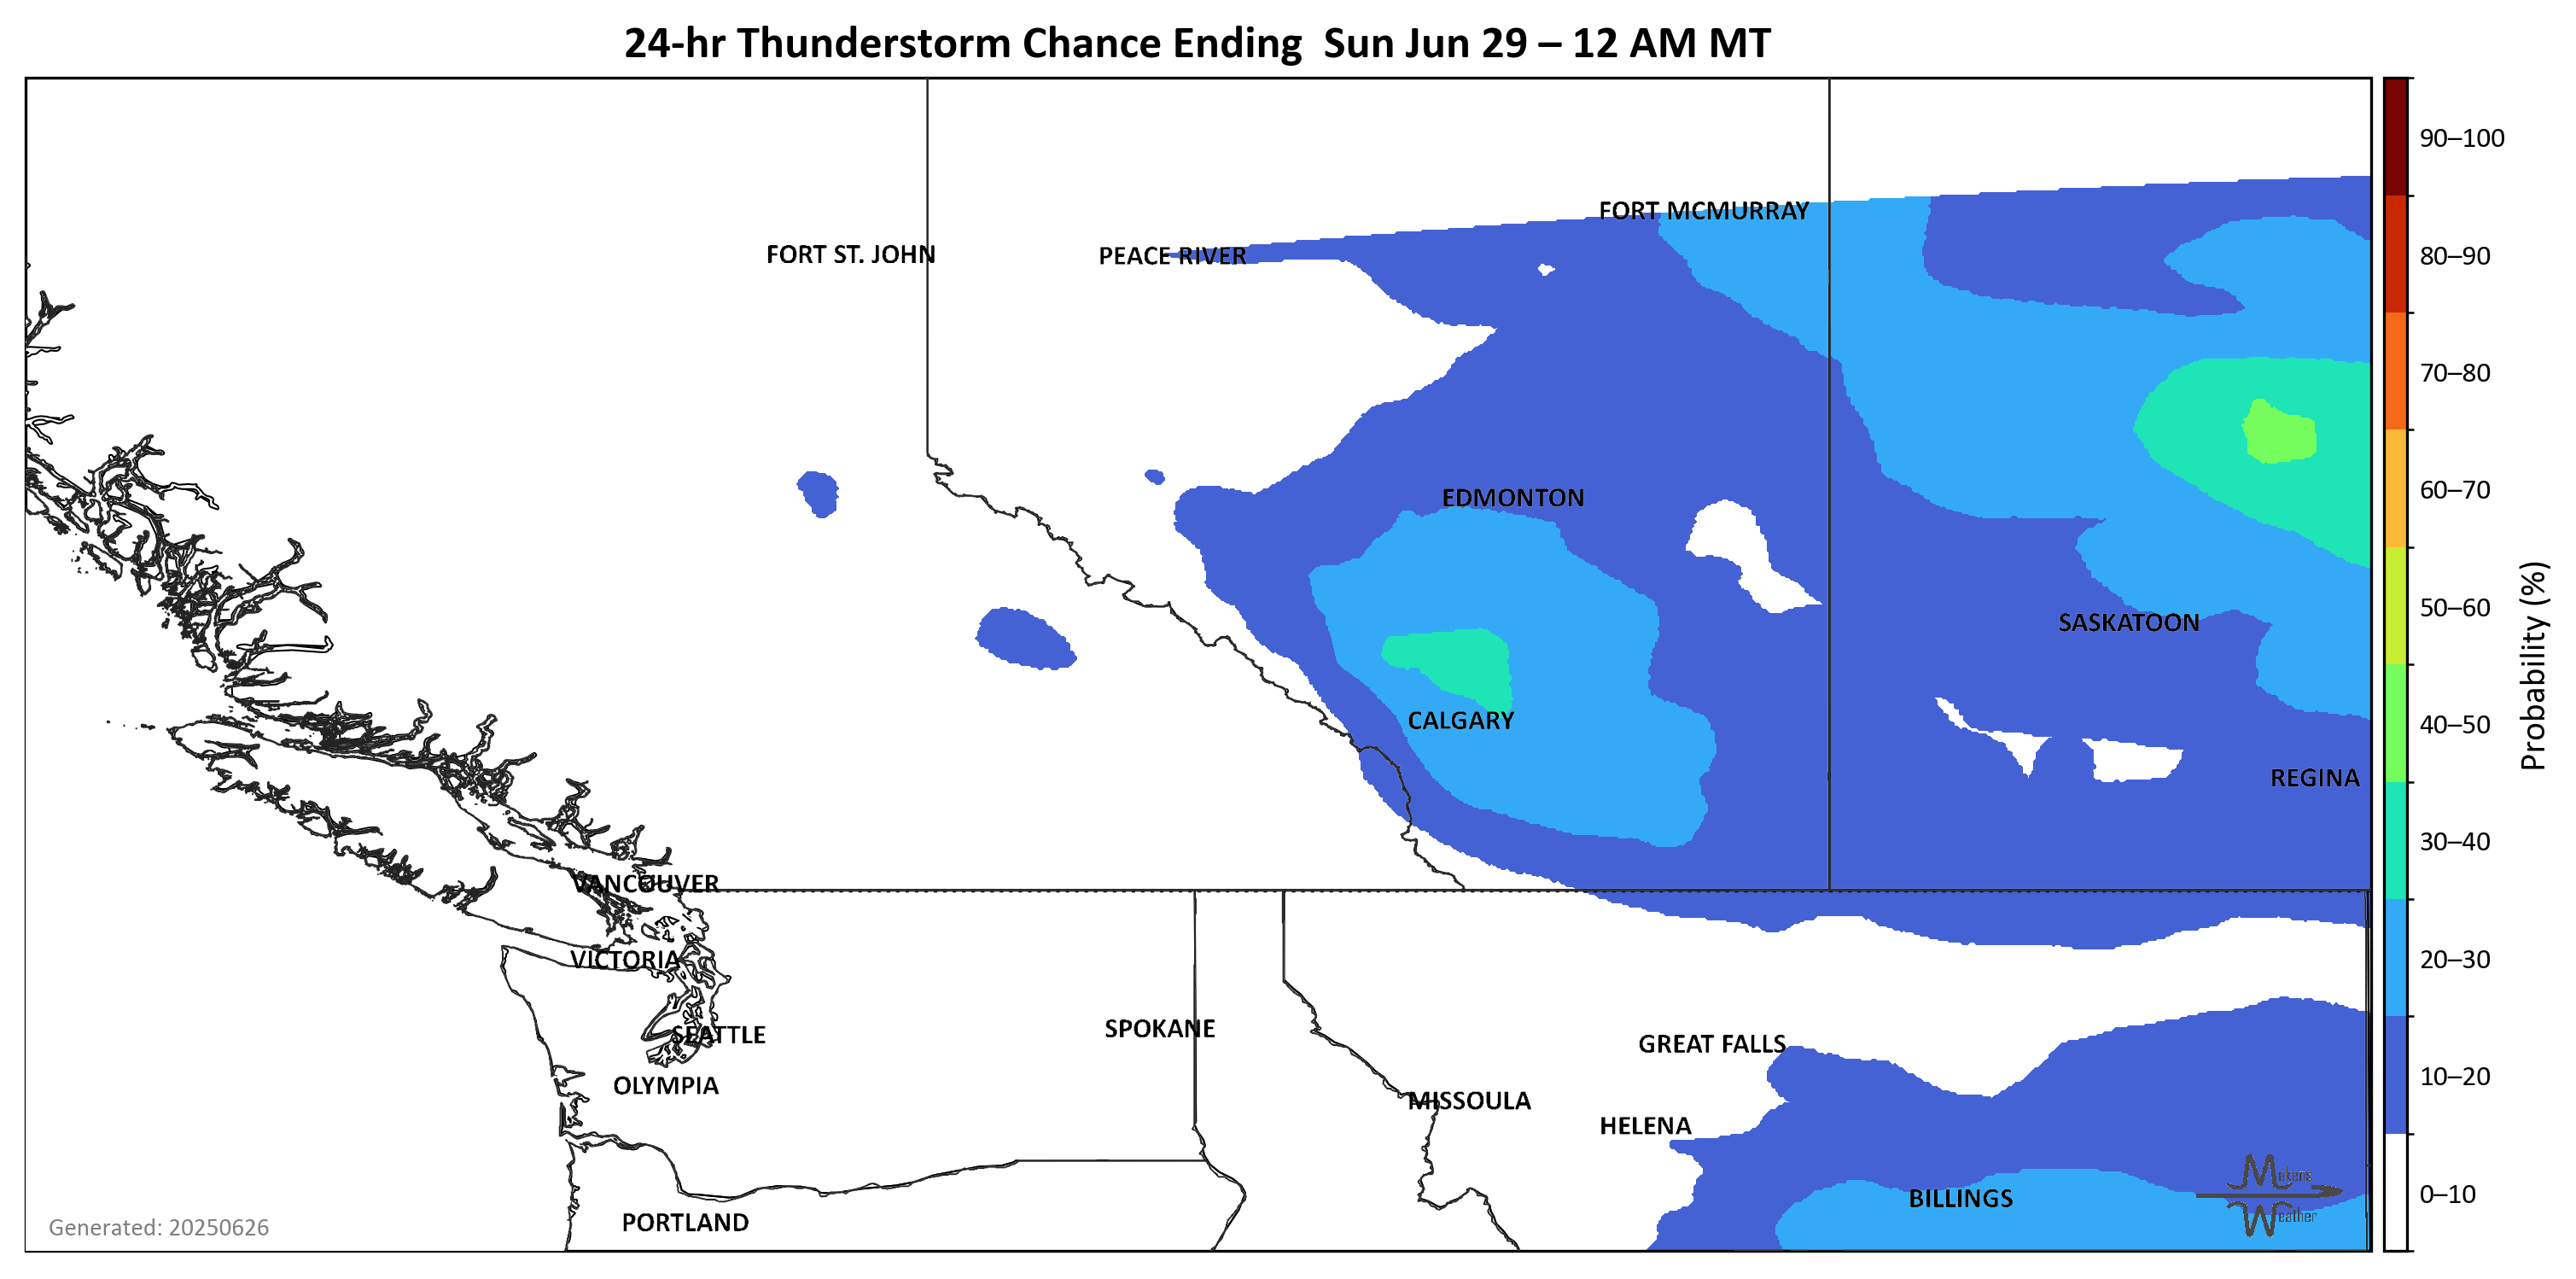 24-hr Thunderstorm Chance Ending  Sun Jun 29 – 12 AM MT
90–100
FORT MCMURRAY
FORT ST. JOHN
PEACE RIVER
80–90
70–80
EDMONTON
60–70
50–60
SASKATOON
CALGARY
40–50
Probability (%)
REGINA
30–40
VANCOUVER
VICTORIA
20–30
SEATTLE
SPOKANE
GREAT FALLS
OLYMPIA
MISSOULA
10–20
HELENA
Mekens
Weather
BILLINGS
0–10
PORTLAND
Generated: 20250626